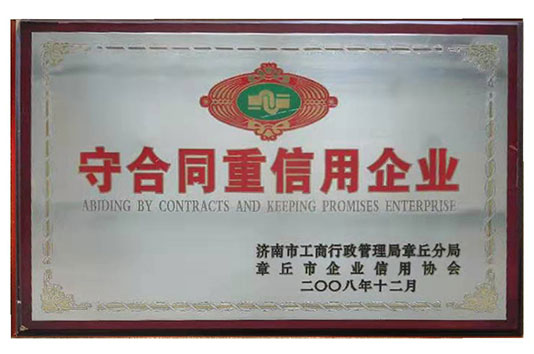 守合同重信用企业
ABIDING BY CONTRACTS AND KEEPING PROMISES ENTERPRISE
济南市工商行政管理局章丘分局
章丘市企业信用协会
二〇〇八年十二月